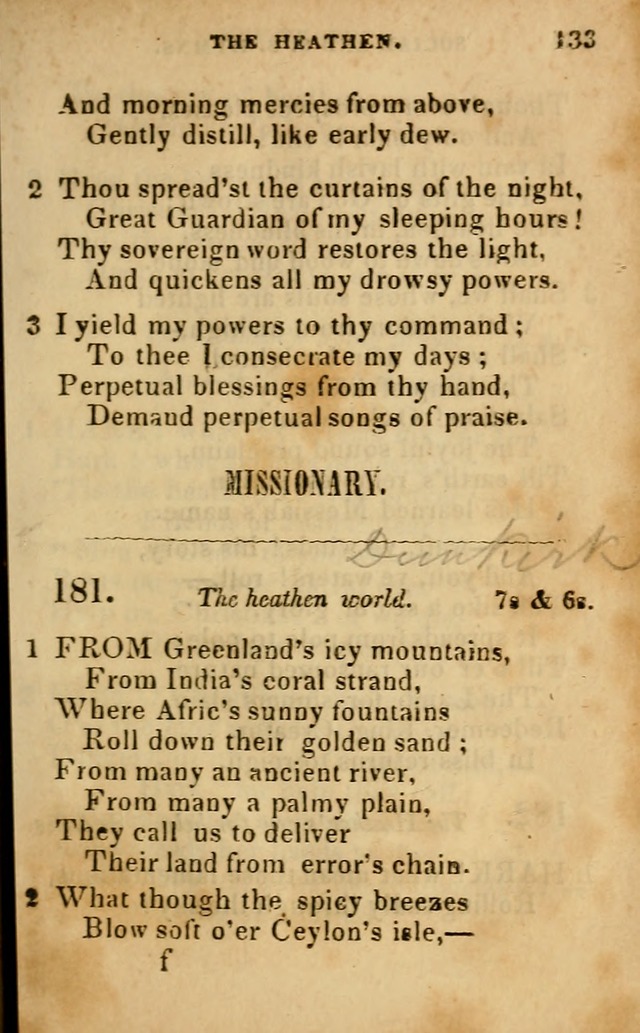 THE HEATHEN. 133
And morning mercies from above,
Gently distill, like early dew.
2 Thou spread'st the curtains of the night,
Great Guardian of my sleeping hours!
Thy sovereign word restores the light,
And quickens all my drowsy powers.
3 I yield my powers to thy command;
To thee I consecrate my days;
Perpetual blessings from thy hand,
Demand perpetual songs of praise.
MISSIONARY.
Dunkirk
181. The heathen world. 7s & 6s.
1 FROM Greenland's icy mountains,
From India's coral strand,
Where Afric's sunny fountains
Roll down their golden sand;
From many an ancient river,
From many a palmy plain,
They call us to deliver
Their land from error's chain.
2 What though the spicy breezes
Blow soft o'er Ceylon's isle,—
f